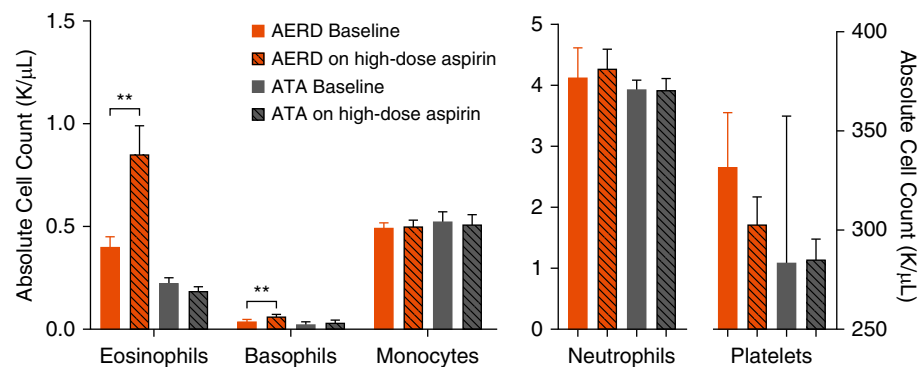 Absolute Cell Count (K/μL)
1.5
1.0
0.5
0.0
AERD Baseline
AERD on high-dose aspirin
ATA Baseline
ATA on high-dose aspirin
**
**
Eosinophils
Basophils
Monocytes
5
4
3
2
1
0
Neutrophils
Platelets
400
350
300
250
Absolute Cell Count (K/μL)